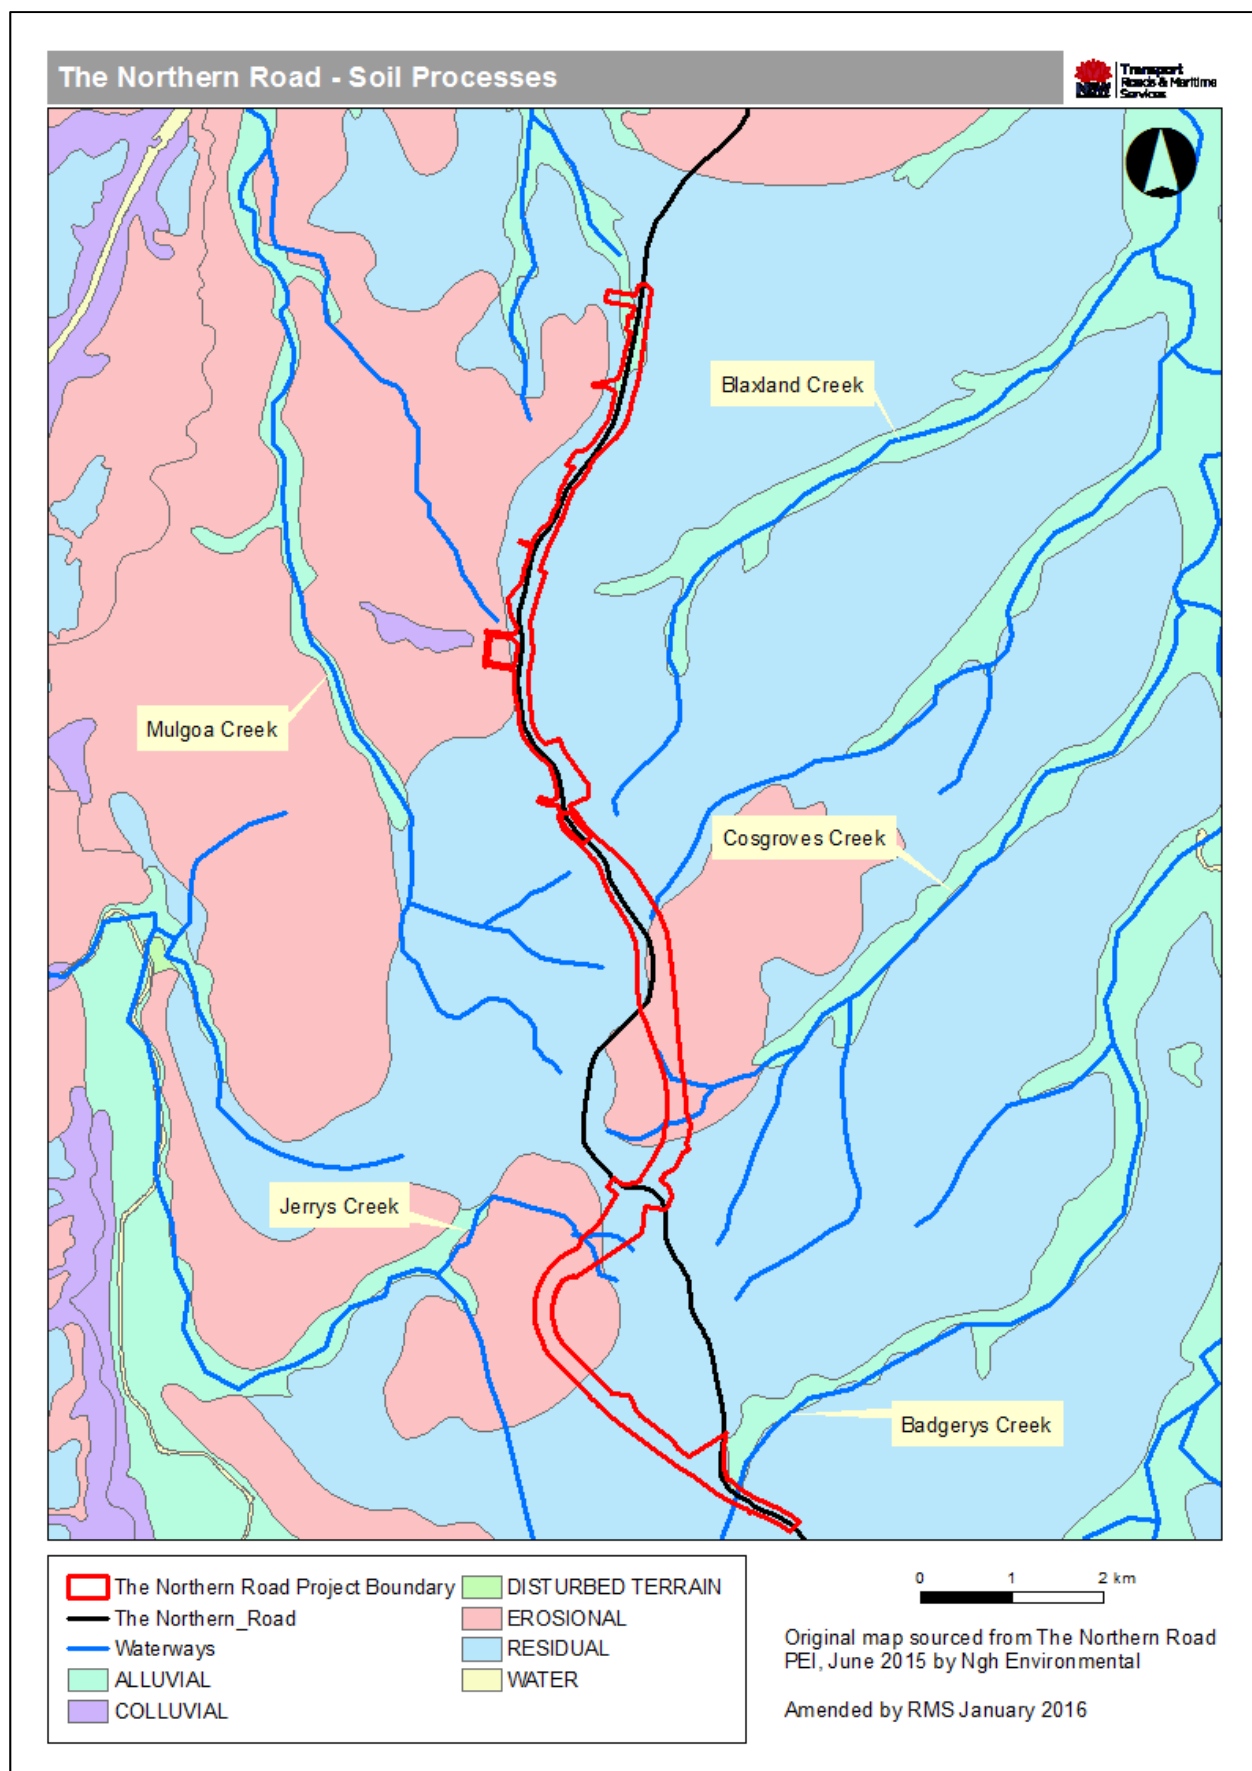 The Northern Road - Soil Processes
NSW
Transport
Roads & Maritime
Services
Blaxland Creek
Mulgoa Creek
Cosgroves Creek
Jerrys Creek
Badgerys Creek
The Northern Road Project Boundary
The Northern_Road
Waterways
ALLUVIAL
COLLUVIAL
DISTURBED TERRAIN
EROSIONAL
RESIDUAL
WATER
0 1 2 km
Original map sourced from The Northern Road
PEI, June 2015 by Ngh Environmental
Amended by RMS January 2016